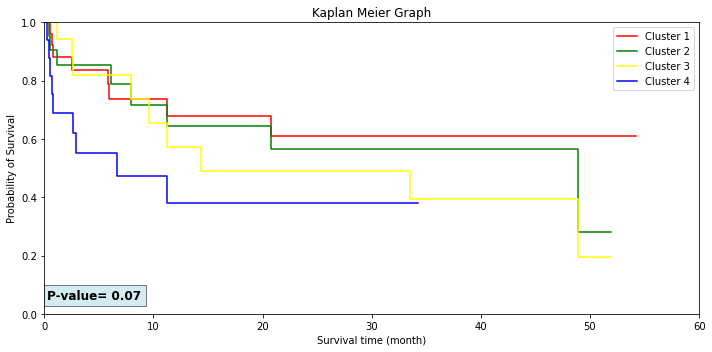 Kaplan Meier Graph
Probability of Survival
1.0
0.8
0.6
0.4
0.2
0.0
Cluster 1
Cluster 2
Cluster 3
Cluster 4
P-value= 0.07
0 10 20 30 40 50 60
Survival time (month)